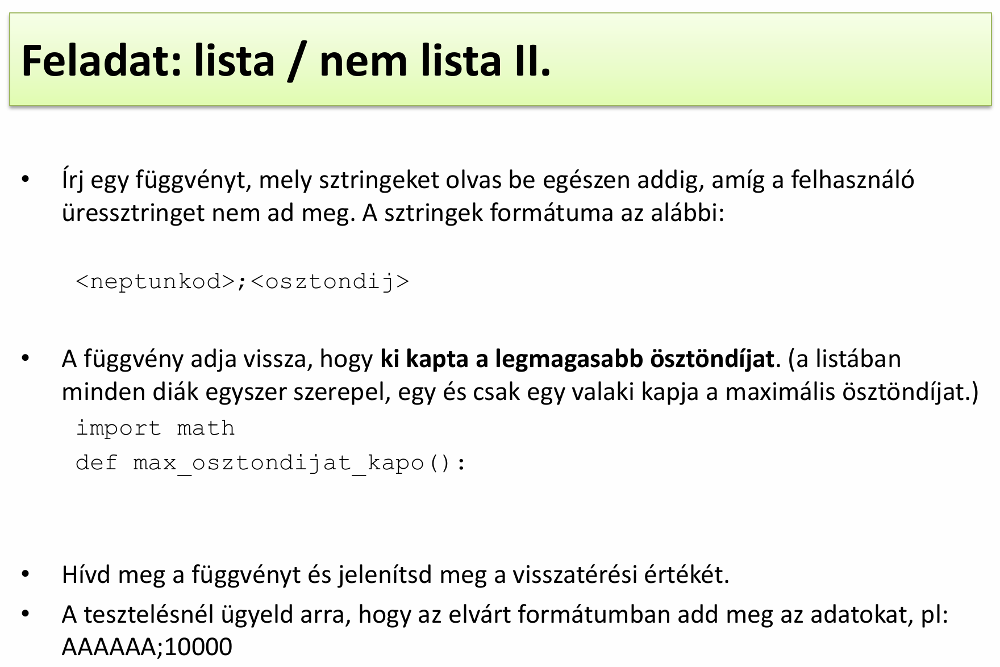 Feladat: lista / nem lista II.
• Írj egy függvényt, mely sztringeket olvas be egészen addig, amíg a felhasználó
üressztringet nem ad meg. A sztringek formátuma az alábbi:
<neptunkod>;<osztondij>
• A függvény adja vissza, hogy ki kapta a legmagasabb ösztöndíjat. (a listában
minden diák egyszer szerepel, egy és csak egy valaki kapja a maximális ösztöndíjat.)
import math
def max_osztondijat_kapo():
• Hívd meg a függvényt és jelenítsd meg a visszatérési értékét.
• A tesztelésnél ügyeld arra, hogy az elvárt formátumban add meg az adatokat, pl:
AAAAAA;10000